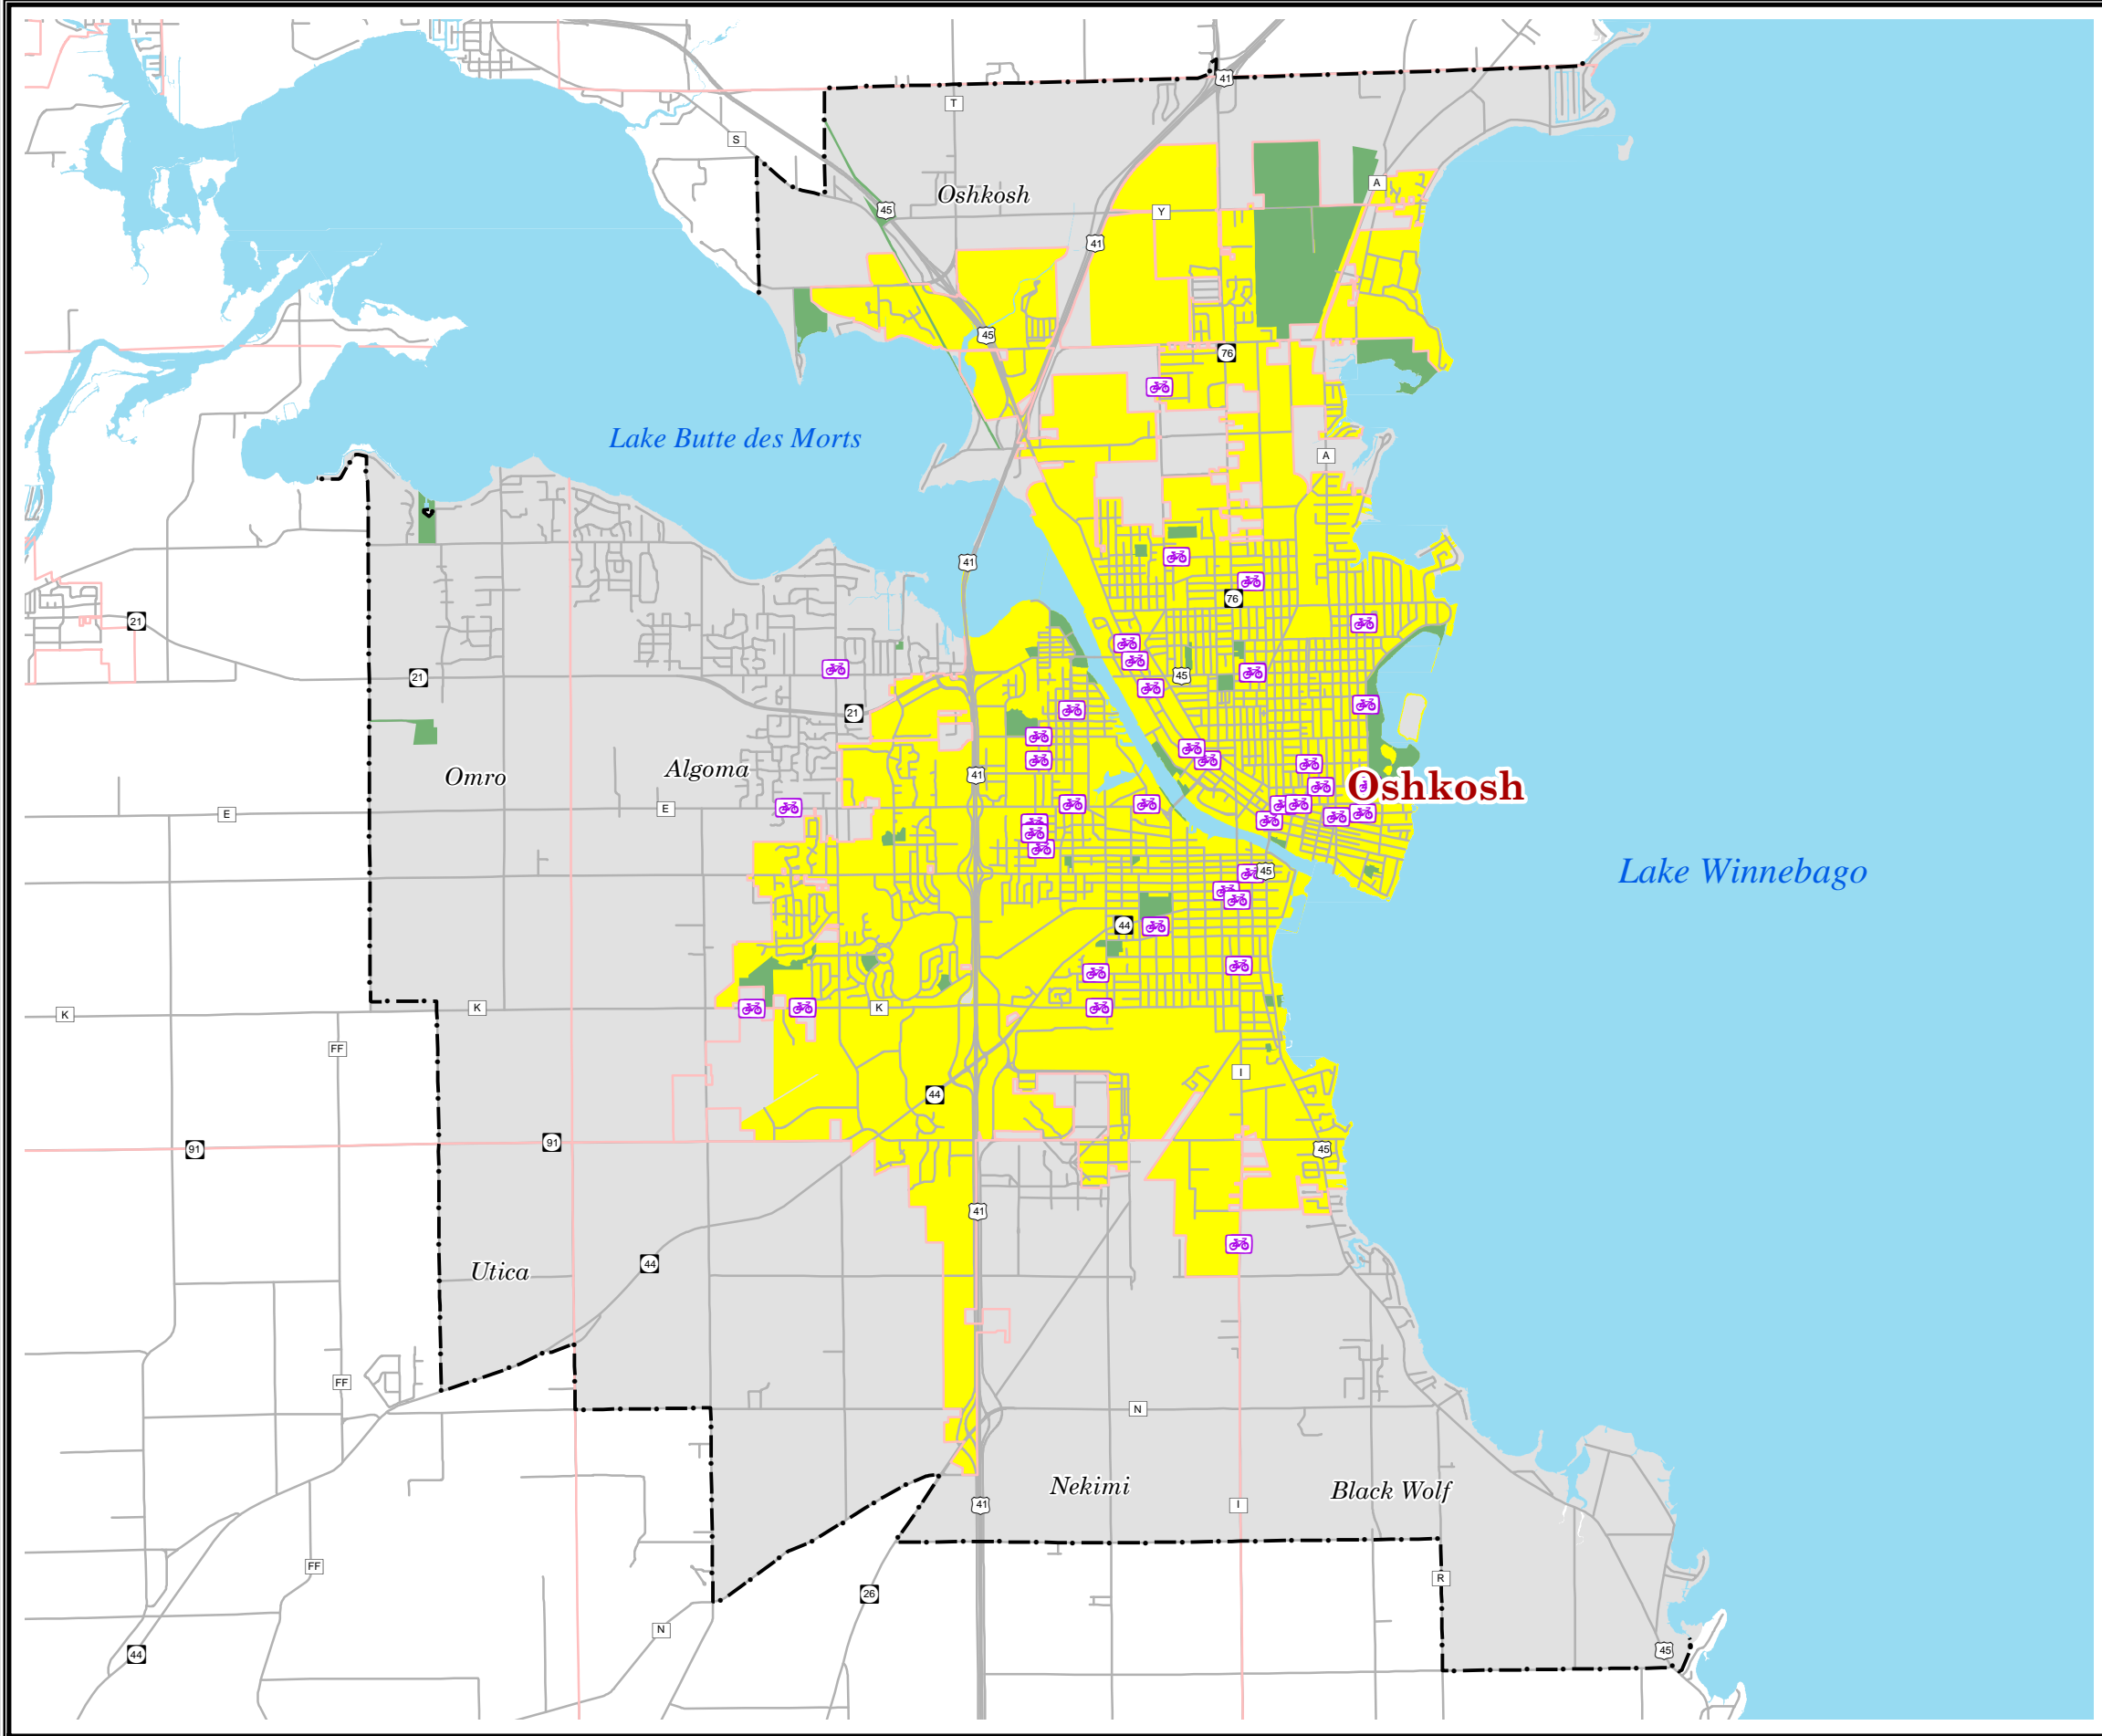 41
T
S
A
45
Oshkosh
Y
41
45
76
Lake Butte des Morts
A
41
76
21
45
21
21
Omro
Algoma
41
Oshkosh
E
E
45
Lake Winnebago
44
K
K
K
FF
I
44
91
91
45
41
44
Utica
FF
N
Nekimi
Black Wolf
41
I
FF
R
26
N
44
45